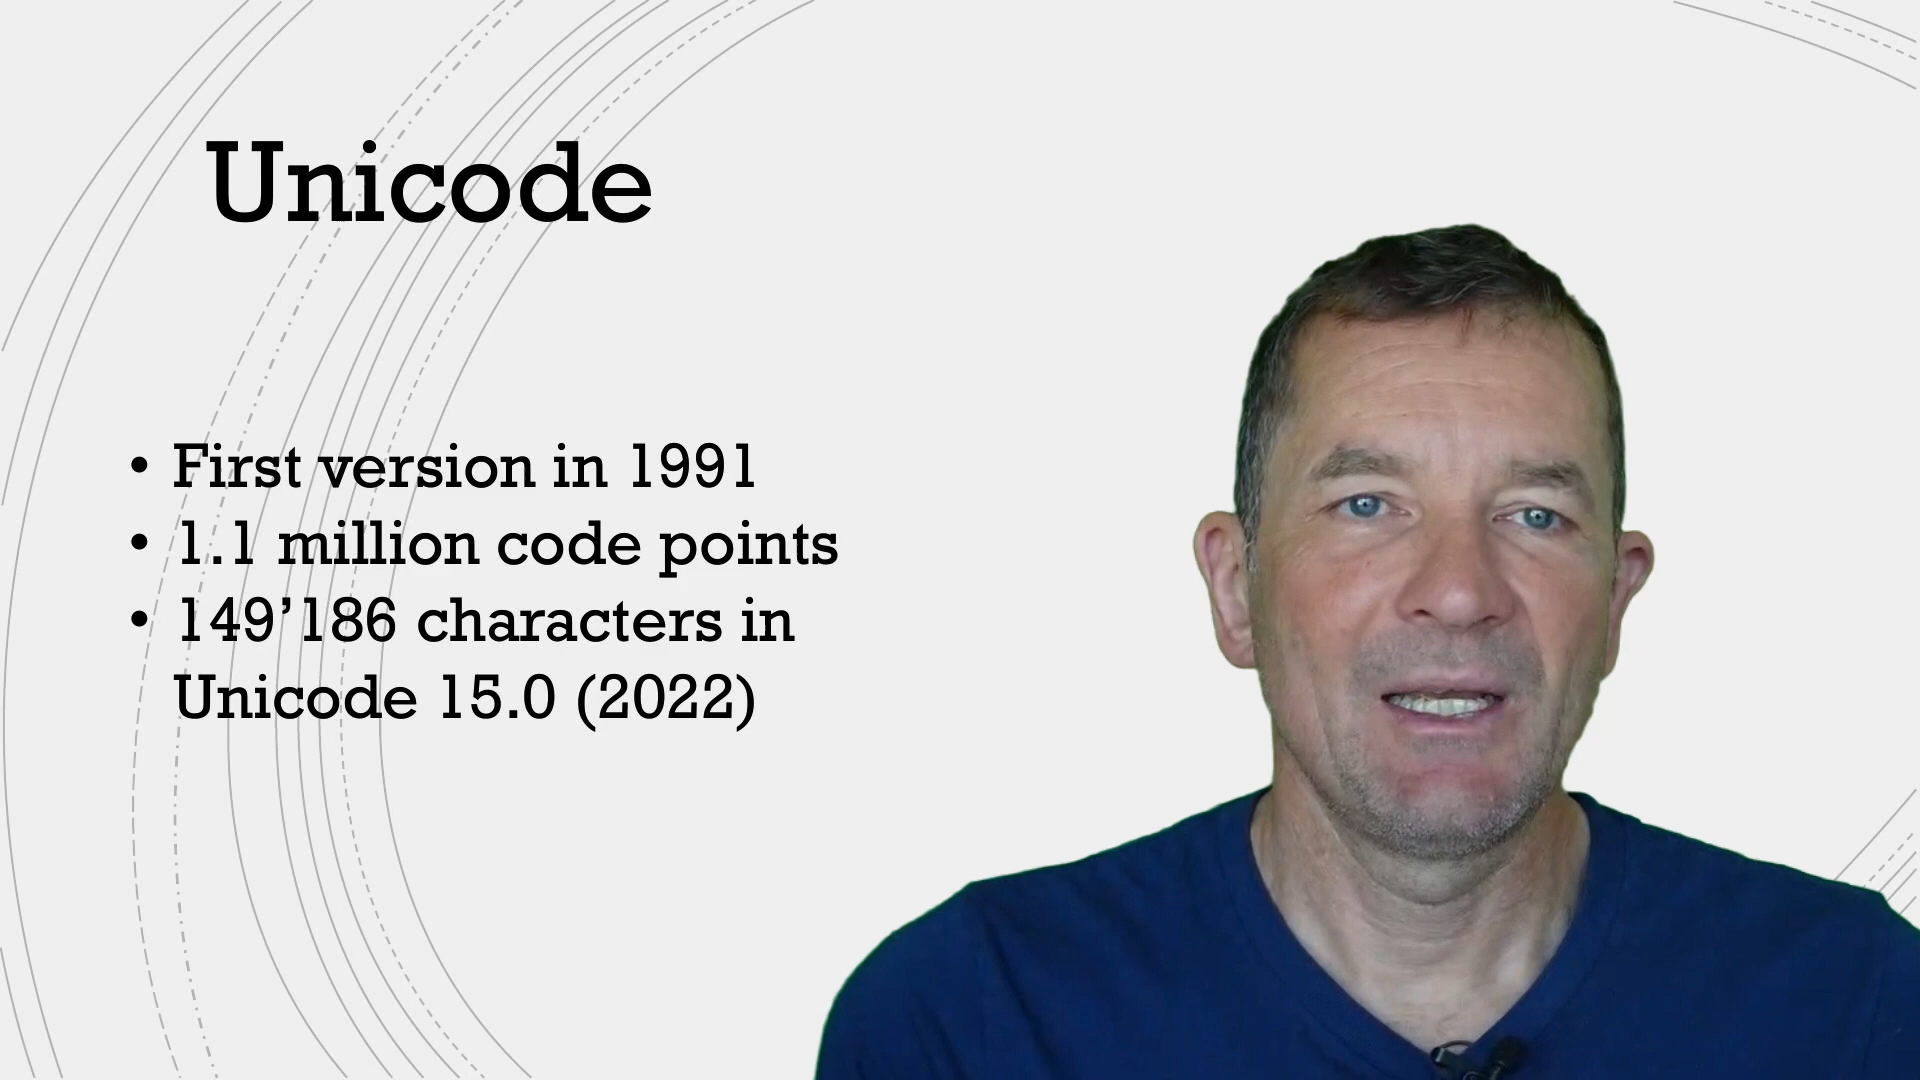 Unicode
• First version in 1991
• 1.1 million code points
• 149’186 characters in
Unicode 15.0 (2022)